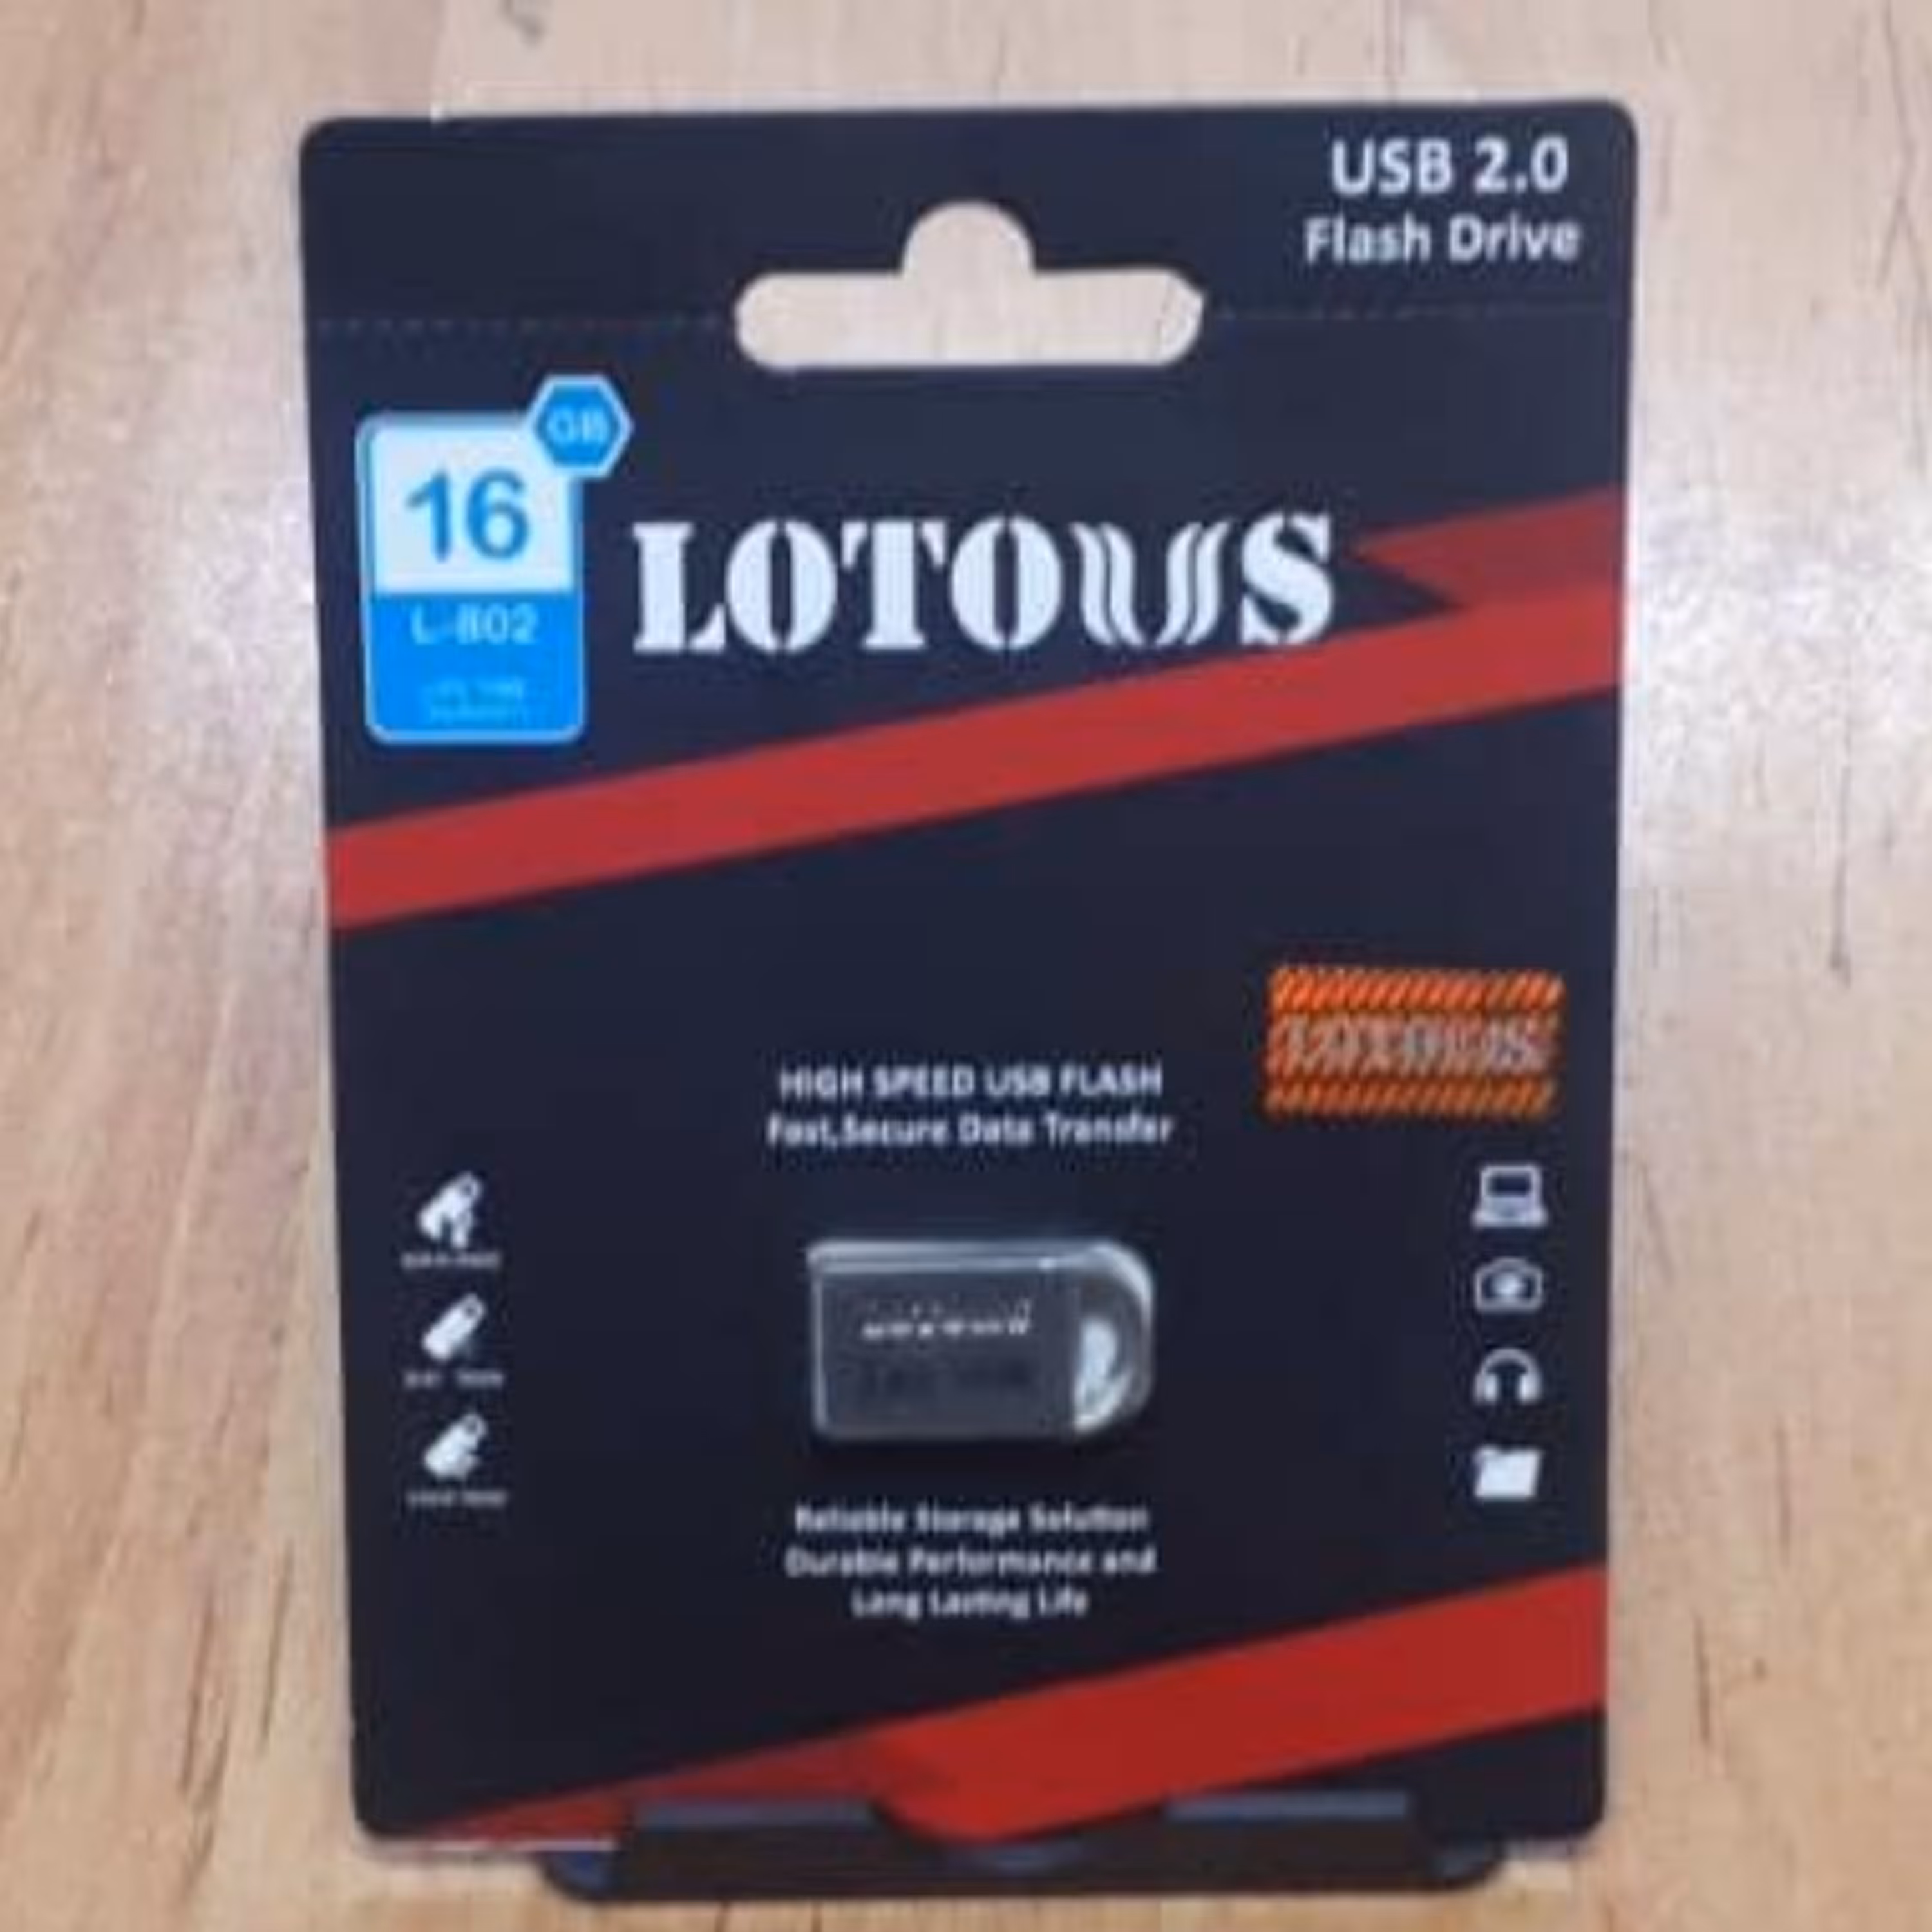 USB 2.0
Flash Drive
GB
16
L-802
LOTOUS
LOTOUS
HIGH SPEED USB FLASH
Fast,Secure Data Transfer
Reliable Storage Solution
Durable Performance and
Long Lasting Life